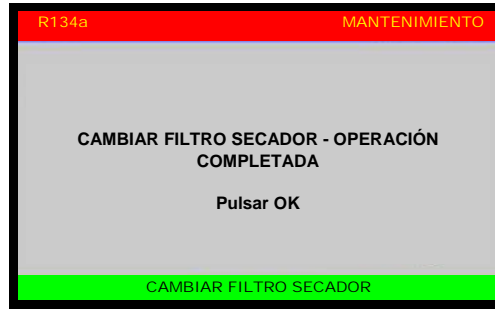 R134a MANTENIMIENTO
CAMBIAR FILTRO SECADOR - OPERACIÓN
COMPLETADA
Pulsar OK
CAMBIAR FILTRO SECADOR